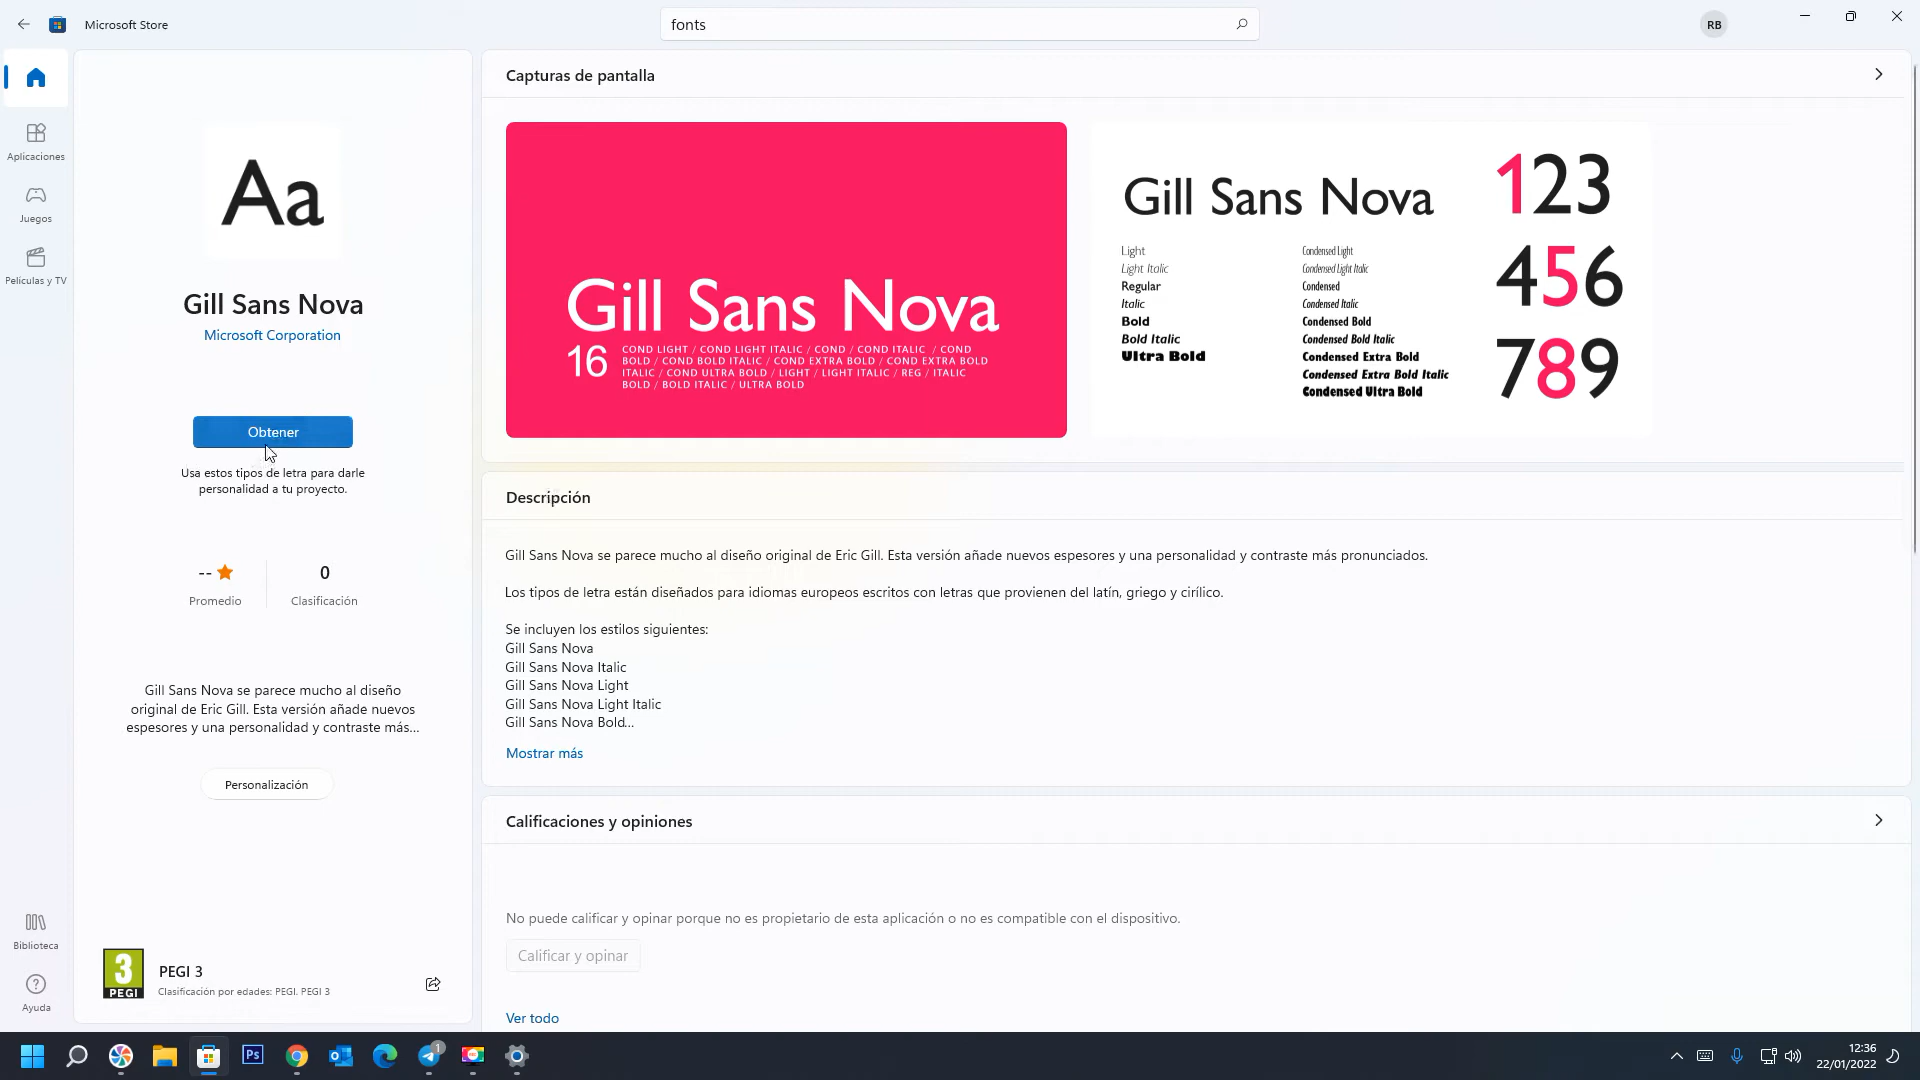 Microsoft Store
fonts
RB
Aplicaciones
Juegos
Películas y TV
Biblioteca
Ayuda
Aa
Gill Sans Nova
Microsoft Corporation
Obtener
Usa estos tipos de letra para darle
personalidad a tu proyecto.
--
Promedio
0
Clasificación
Gill Sans Nova se parece mucho al diseño
original de Eric Gill. Esta versión añade nuevos
espesores y una personalidad y contraste más...
Personalización
3
PEGI
PEGI 3
Clasificación por edades: PEGI. PEGI 3
Capturas de pantalla
Gill Sans Nova
16
COND LIGHT / COND LIGHT ITALIC / COND / COND ITALIC / COND
BOLD / COND BOLD ITALIC / COND EXTRA BOLD / COND EXTRA BOLD
ITALIC / COND ULTRA BOLD / LIGHT / LIGHT ITALIC / REG / ITALIC
BOLD / BOLD ITALIC / ULTRA BOLD
Gill Sans Nova
Light
Light Italic
Regular
Italic
Bold
Bold Italic
Ultra Bold
Condensed Light
Condensed Light Italic
Condensed
Condensed Italic
Condensed Bold
Condensed Bold Italic
Condensed Extra Bold
Condensed Extra Bold Italic
Condensed Ultra Bold
123
456
789
Descripción
Gill Sans Nova se parece mucho al diseño original de Eric Gill. Esta versión añade nuevos espesores y una personalidad y contraste más pronunciados.
Los tipos de letra están diseñados para idiomas europeos escritos con letras que provienen del latín, griego y cirílico.
Se incluyen los estilos siguientes:
Gill Sans Nova
Gill Sans Nova Italic
Gill Sans Nova Light
Gill Sans Nova Light Italic
Gill Sans Nova Bold...
Mostrar más
Calificaciones y opiniones
No puede calificar y opinar porque no es propietario de esta aplicación o no es compatible con el dispositivo.
Calificar y opinar
Ver todo
Ps
1
12:36
22/01/2022